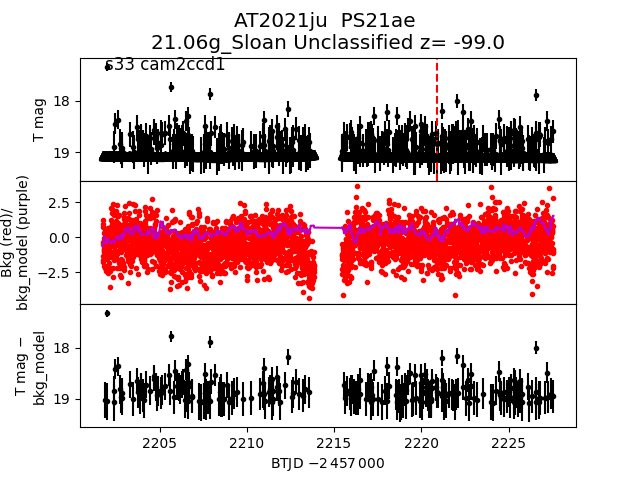 AT2021ju  PS21ae
21.06g_Sloan Unclassified z= -99.0
s33 cam2ccd1
18
19
T mag
2.5
0.0
−2.5
Bkg (red)/
bkg_model (purple)
18
19
T mag −
bkg_model
2205 2210 2215 2220 2225
BTJD −2 457 000